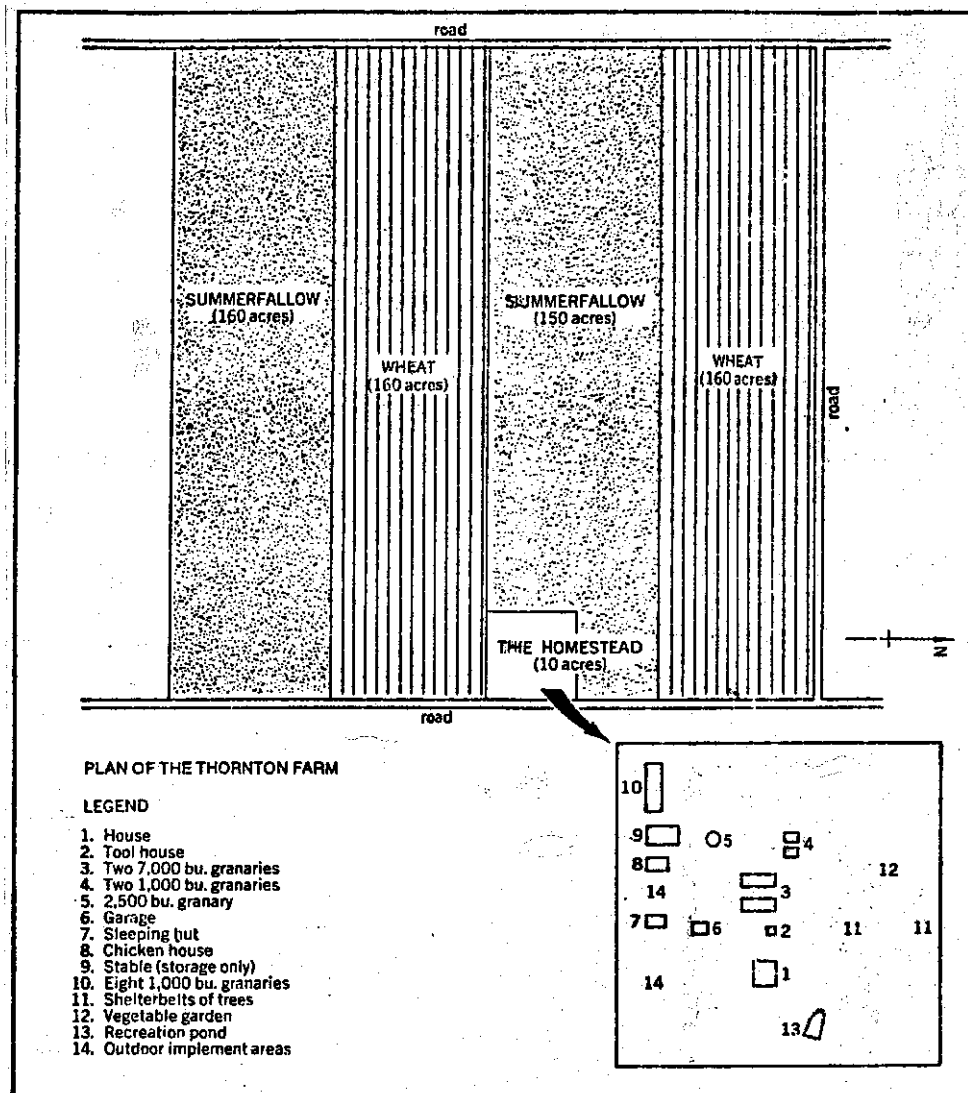 road
SUMMERFALLOW
(160 acres)
WHEAT
(160 acres)
SUMMERFALLOW
(150 acres)
WHEAT
(160 acres)
road
THE HOMESTEAD
(10 acres)
N
road
PLAN OF THE THORNTON FARM
LEGEND
1. House
2. Tool house
3. Two 7,000 bu. granaries
4. Two 1,000 bu. granaries
5. 2,500 bu. granary
6. Garage
7. Sleeping hut
8. Chicken house
9. Stable (storage only)
10. Eight 1,000 bu. granaries
11. Shelterbelts of trees
12. Vegetable garden
13. Recreation pond
14. Outdoor implement areas
10
9 5 4
8 12
14 3
7 6 2 11 11
14 1
13